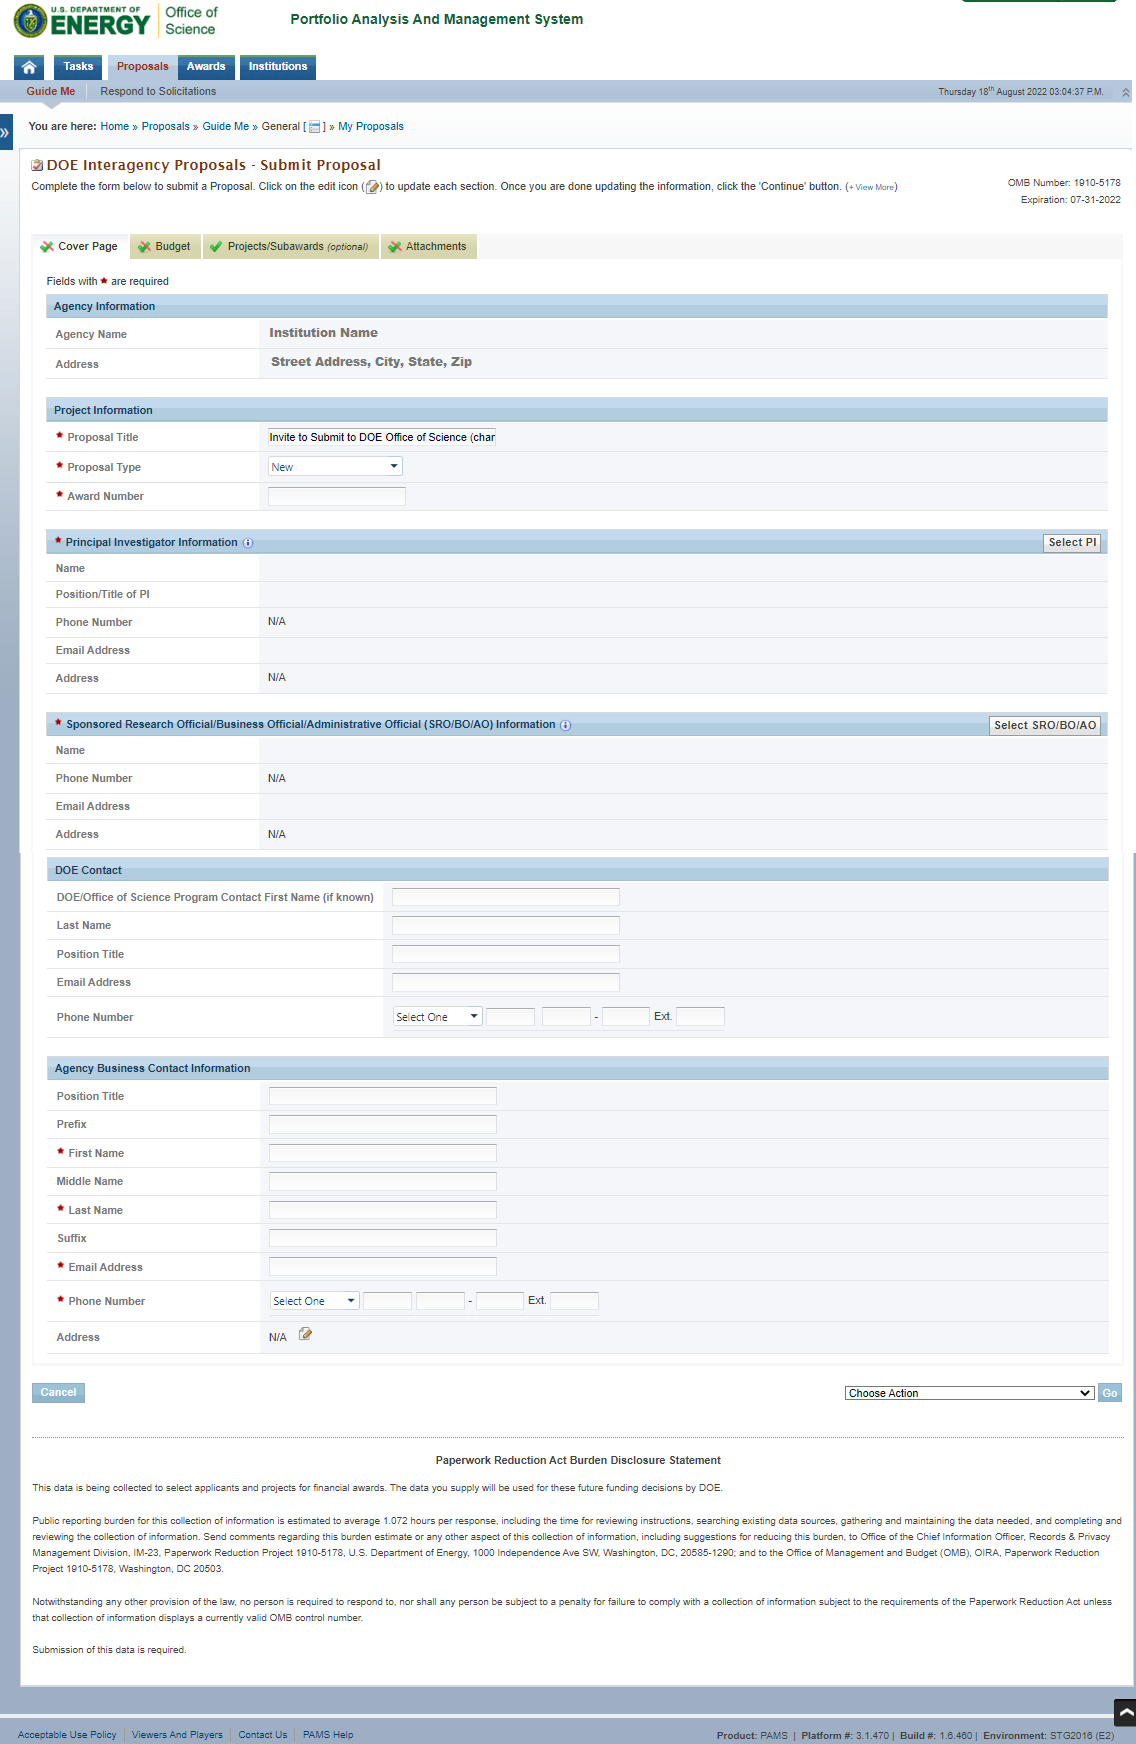 U.S. DEPARTMENT OF
ENERGY
Office of
Science
Portfolio Analysis And Management System
Tasks Proposals Awards Institutions
Guide Me Respond to Solicitations Thursday 18th August 2022 03:04:37 P.M.
You are here: Home » Proposals » Guide Me » General [ ] » My Proposals
DOE Interagency Proposals - Submit Proposal
Complete the form below to submit a Proposal. Click on the edit icon ( ) to update each section. Once you are done updating the information, click the 'Continue' button. (+ View More)
OMB Number: 1910-5178
Expiration: 07-31-2022
Cover Page Budget Projects/Subawards (optional) Attachments
Fields with * are required
Agency Information
Agency Name Institution Name
Address Street Address, City, State, Zip
Project Information
* Proposal Title Invite to Submit to DOE Office of Science (char
* Proposal Type New
* Award Number
* Principal Investigator Information Select PI
Name
Position/Title of PI
Phone Number N/A
Email Address
Address N/A
* Sponsored Research Official/Business Official/Administrative Official (SRO/BO/AO) Information Select SRO/BO/AO
Name
Phone Number N/A
Email Address
Address N/A
DOE Contact
DOE/Office of Science Program Contact First Name (if known)
Last Name
Position Title
Email Address
Phone Number Select One - Ext.
Agency Business Contact Information
Position Title
Prefix
* First Name
Middle Name
* Last Name
Suffix
* Email Address
* Phone Number Select One - Ext.
Address N/A
Cancel Choose Action Go
Paperwork Reduction Act Burden Disclosure Statement
This data is being collected to select applicants and projects for financial awards. The data you supply will be used for these future funding decisions by DOE.
Public reporting burden for this collection of information is estimated to average 1.072 hours per response, including the time for reviewing instructions, searching existing data sources, gathering and maintaining the data needed, and completing and
reviewing the collection of information. Send comments regarding this burden estimate or any other aspect of this collection of information, including suggestions for reducing this burden, to Office of the Chief Information Officer, Records & Privacy
Management Division, IM-23, Paperwork Reduction Project 1910-5178, U.S. Department of Energy, 1000 Independence Ave SW, Washington, DC, 20585-1290; and to the Office of Management and Budget (OMB), OIRA, Paperwork Reduction
Project 1910-5178, Washington, DC 20503.
Notwithstanding any other provision of the law, no person is required to respond to, nor shall any person be subject to a penalty for failure to comply with a collection of information subject to the requirements of the Paperwork Reduction Act unless
that collection of information displays a currently valid OMB control number.
Submission of this data is required.
Acceptable Use Policy Viewers And Players Contact Us PAMS Help Product: PAMS | Platform #: 3.1.470 | Build #: 1.6.460 | Environment: STG2016 (E2)